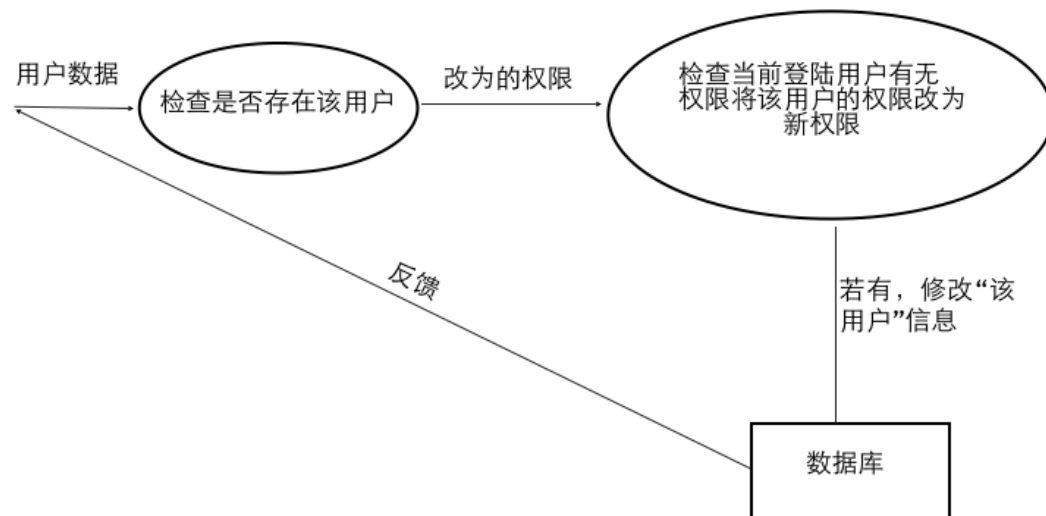 用户数据
检查是否存在该用户
改为的权限
检查当前登陆用户有无
权限将该用户的权限改为
新权限
反馈
若有，修改“该
用户”信息
数据库